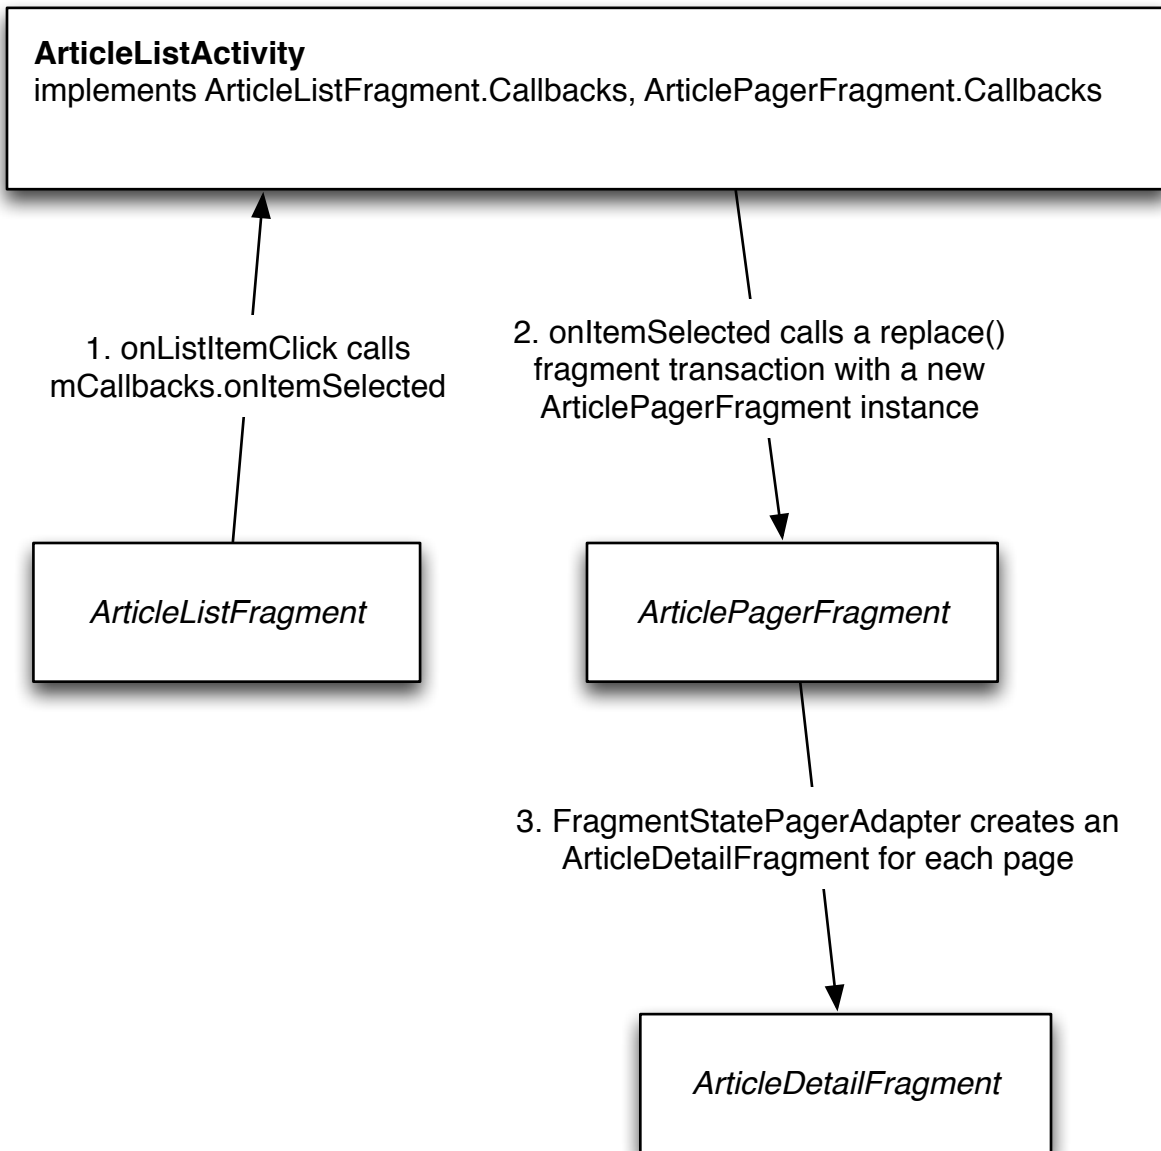 ArticleListActivity
implements ArticleListFragment.Callbacks, ArticlePagerFragment.Callbacks
1. onListItemClick calls
mCallbacks.onItemSelected
2. onItemSelected calls a replace()
fragment transaction with a new
ArticlePagerFragment instance
ArticleListFragment
ArticlePagerFragment
3. FragmentStatePagerAdapter creates an
ArticleDetailFragment for each page
ArticleDetailFragment